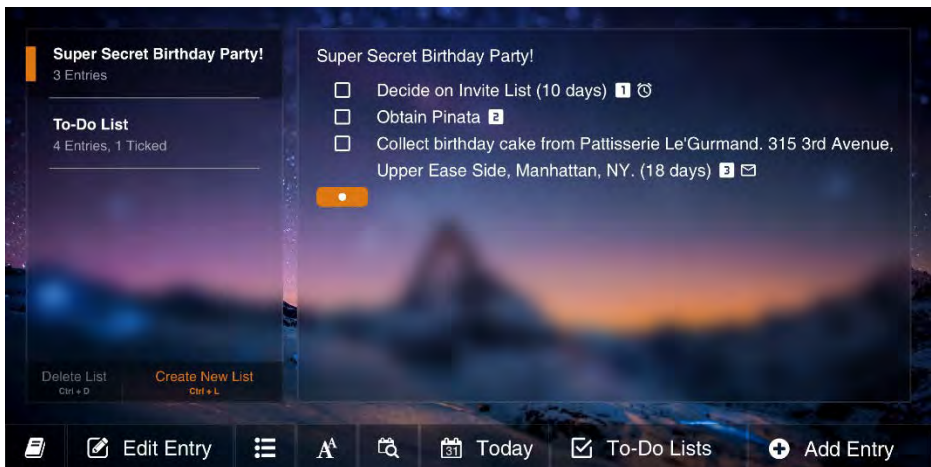 Super Secret Birthday Party!
3 Entries
To-Do List
4 Entries, 1 Ticked
Delete List
Ctrl + D
Create New List
Ctrl + L
Super Secret Birthday Party!
Decide on Invite List (10 days) 1
Obtain Pinata 2
Collect birthday cake from Pattisserie Le'Gurmand. 315 3rd Avenue,
Upper Ease Side, Manhattan, NY. (18 days) 3
Edit Entry
AA
31
Today
To-Do Lists
Add Entry